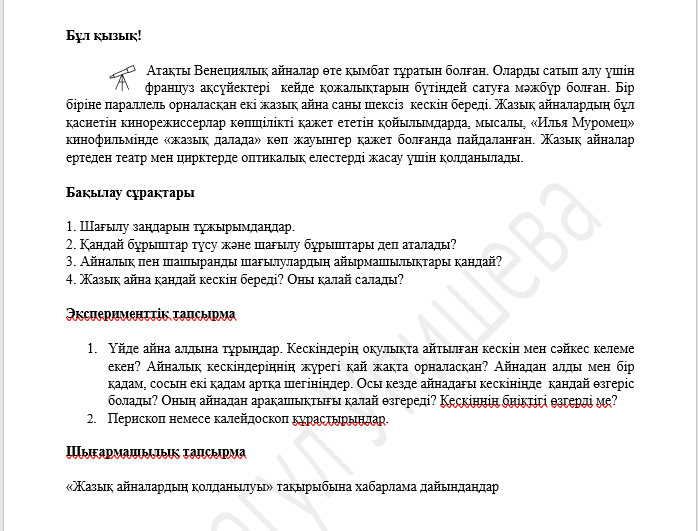 Бұл қызық!
Атақты Венециялық айналар өте қымбат тұратын болған. Оларды сатып алу үшін
француз ақсүйектері кейде қожалықтарын бүтіндей сатуға мәжбүр болған. Бір
біріне параллель орналасқан екі жазық айна саны шексіз кескін береді. Жазық айналардың бұл
қасиетін кинорежиссерлар көпшілікті қажет ететін қойылымдарда, мысалы, «Илья Муромец»
кинофильмінде «жазық далада» көп жауынгер қажет болғанда пайдаланған. Жазық айналар
ертеден театр мен цирктерде оптикалық елестерді жасау үшін қолданылады.
Бақылау сұрақтары
1. Шағылу заңдарын тұжырымдаңдар.
2. Қандай бұрыштар түсу және шағылу бұрыштары деп аталады?
3. Айналық пен шашыранды шағылулардың айырмашылықтары қандай?
4. Жазық айна қандай кескін береді? Оны қалай салады?
Эксперименттік тапсырма
1. Үйде айна алдына тұрыңдар. Кескіндерің оқулықта айтылған кескін мен сәйкес келеме
екен? Айналық кескіндеріңнің жүрегі қай жақта орналасқан? Айнадан алды мен бір
қадам, сосын екі қадам артқа шегініңдер. Осы кезде айнадағы кескініңде қандай өзгеріс
болады? Оның айнадан арақашықтығы қалай өзгереді? Кескіннің биіктігі өзгерді ме?
2. Перископ немесе калейдоскоп құрастырыңдар.
Шығармашылық тапсырма
«Жазық айналардың қолданылуы» тақырыбына хабарлама дайындаңдар